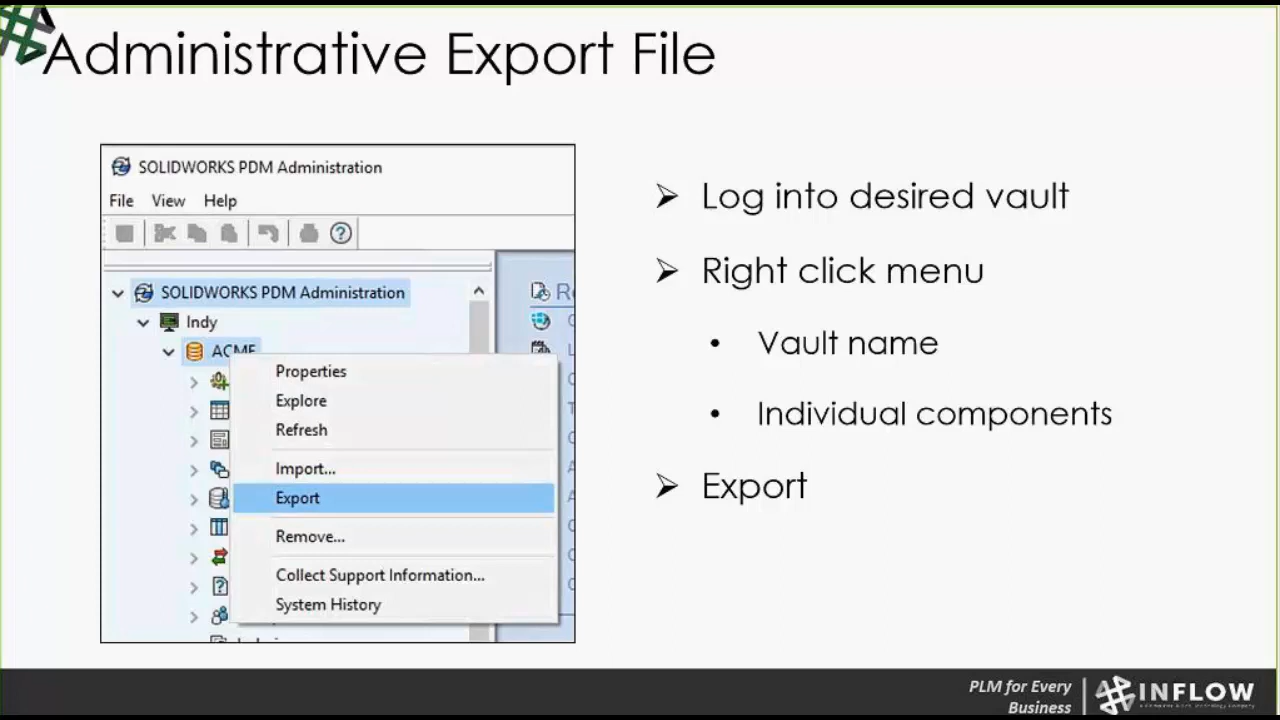 Administrative Export File
SOLIDWORKS PDM Administration
File View Help
SOLIDWORKS PDM Administration
Indy
ACME
Properties
Explore
Refresh
Import...
Export
Remove...
Collect Support Information...
System History
Log into desired vault
Right click menu
Vault name
Individual components
Export
PLM for Every
Business
INFLOW